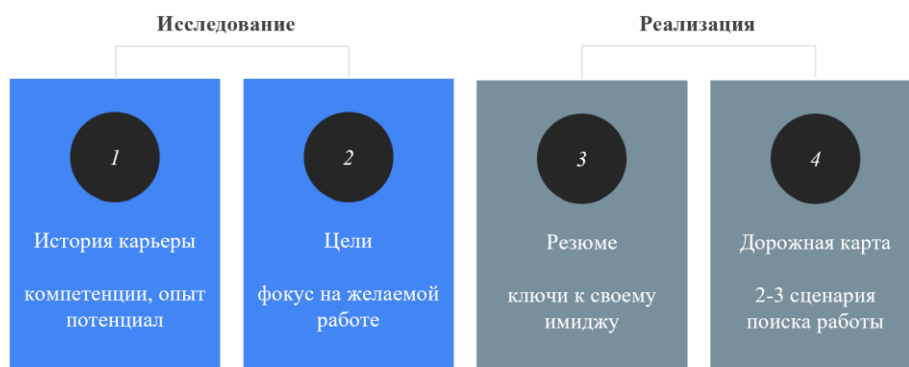 Исследование
Реализация
1
История карьеры
компетенции, опыт
потенциал
2
Цели
фокус на желаемой
работе
3
Резюме
ключи к своему
имиджу
4
Дорожная карта
2-3 сценария
поиска работы